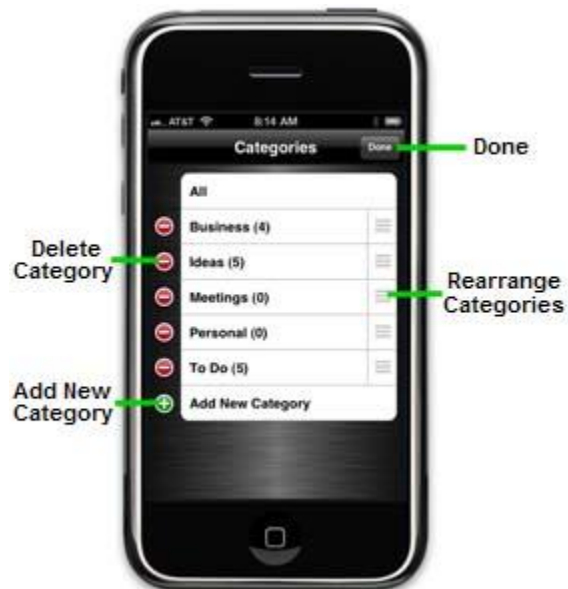 AT&T 8:14 AM
Categories Done
Done
All
Business (4)
Delete
Category
Ideas (5)
Meetings (0)
Rearrange
Categories
Personal (0)
To Do (5)
Add New
Category
Add New Category